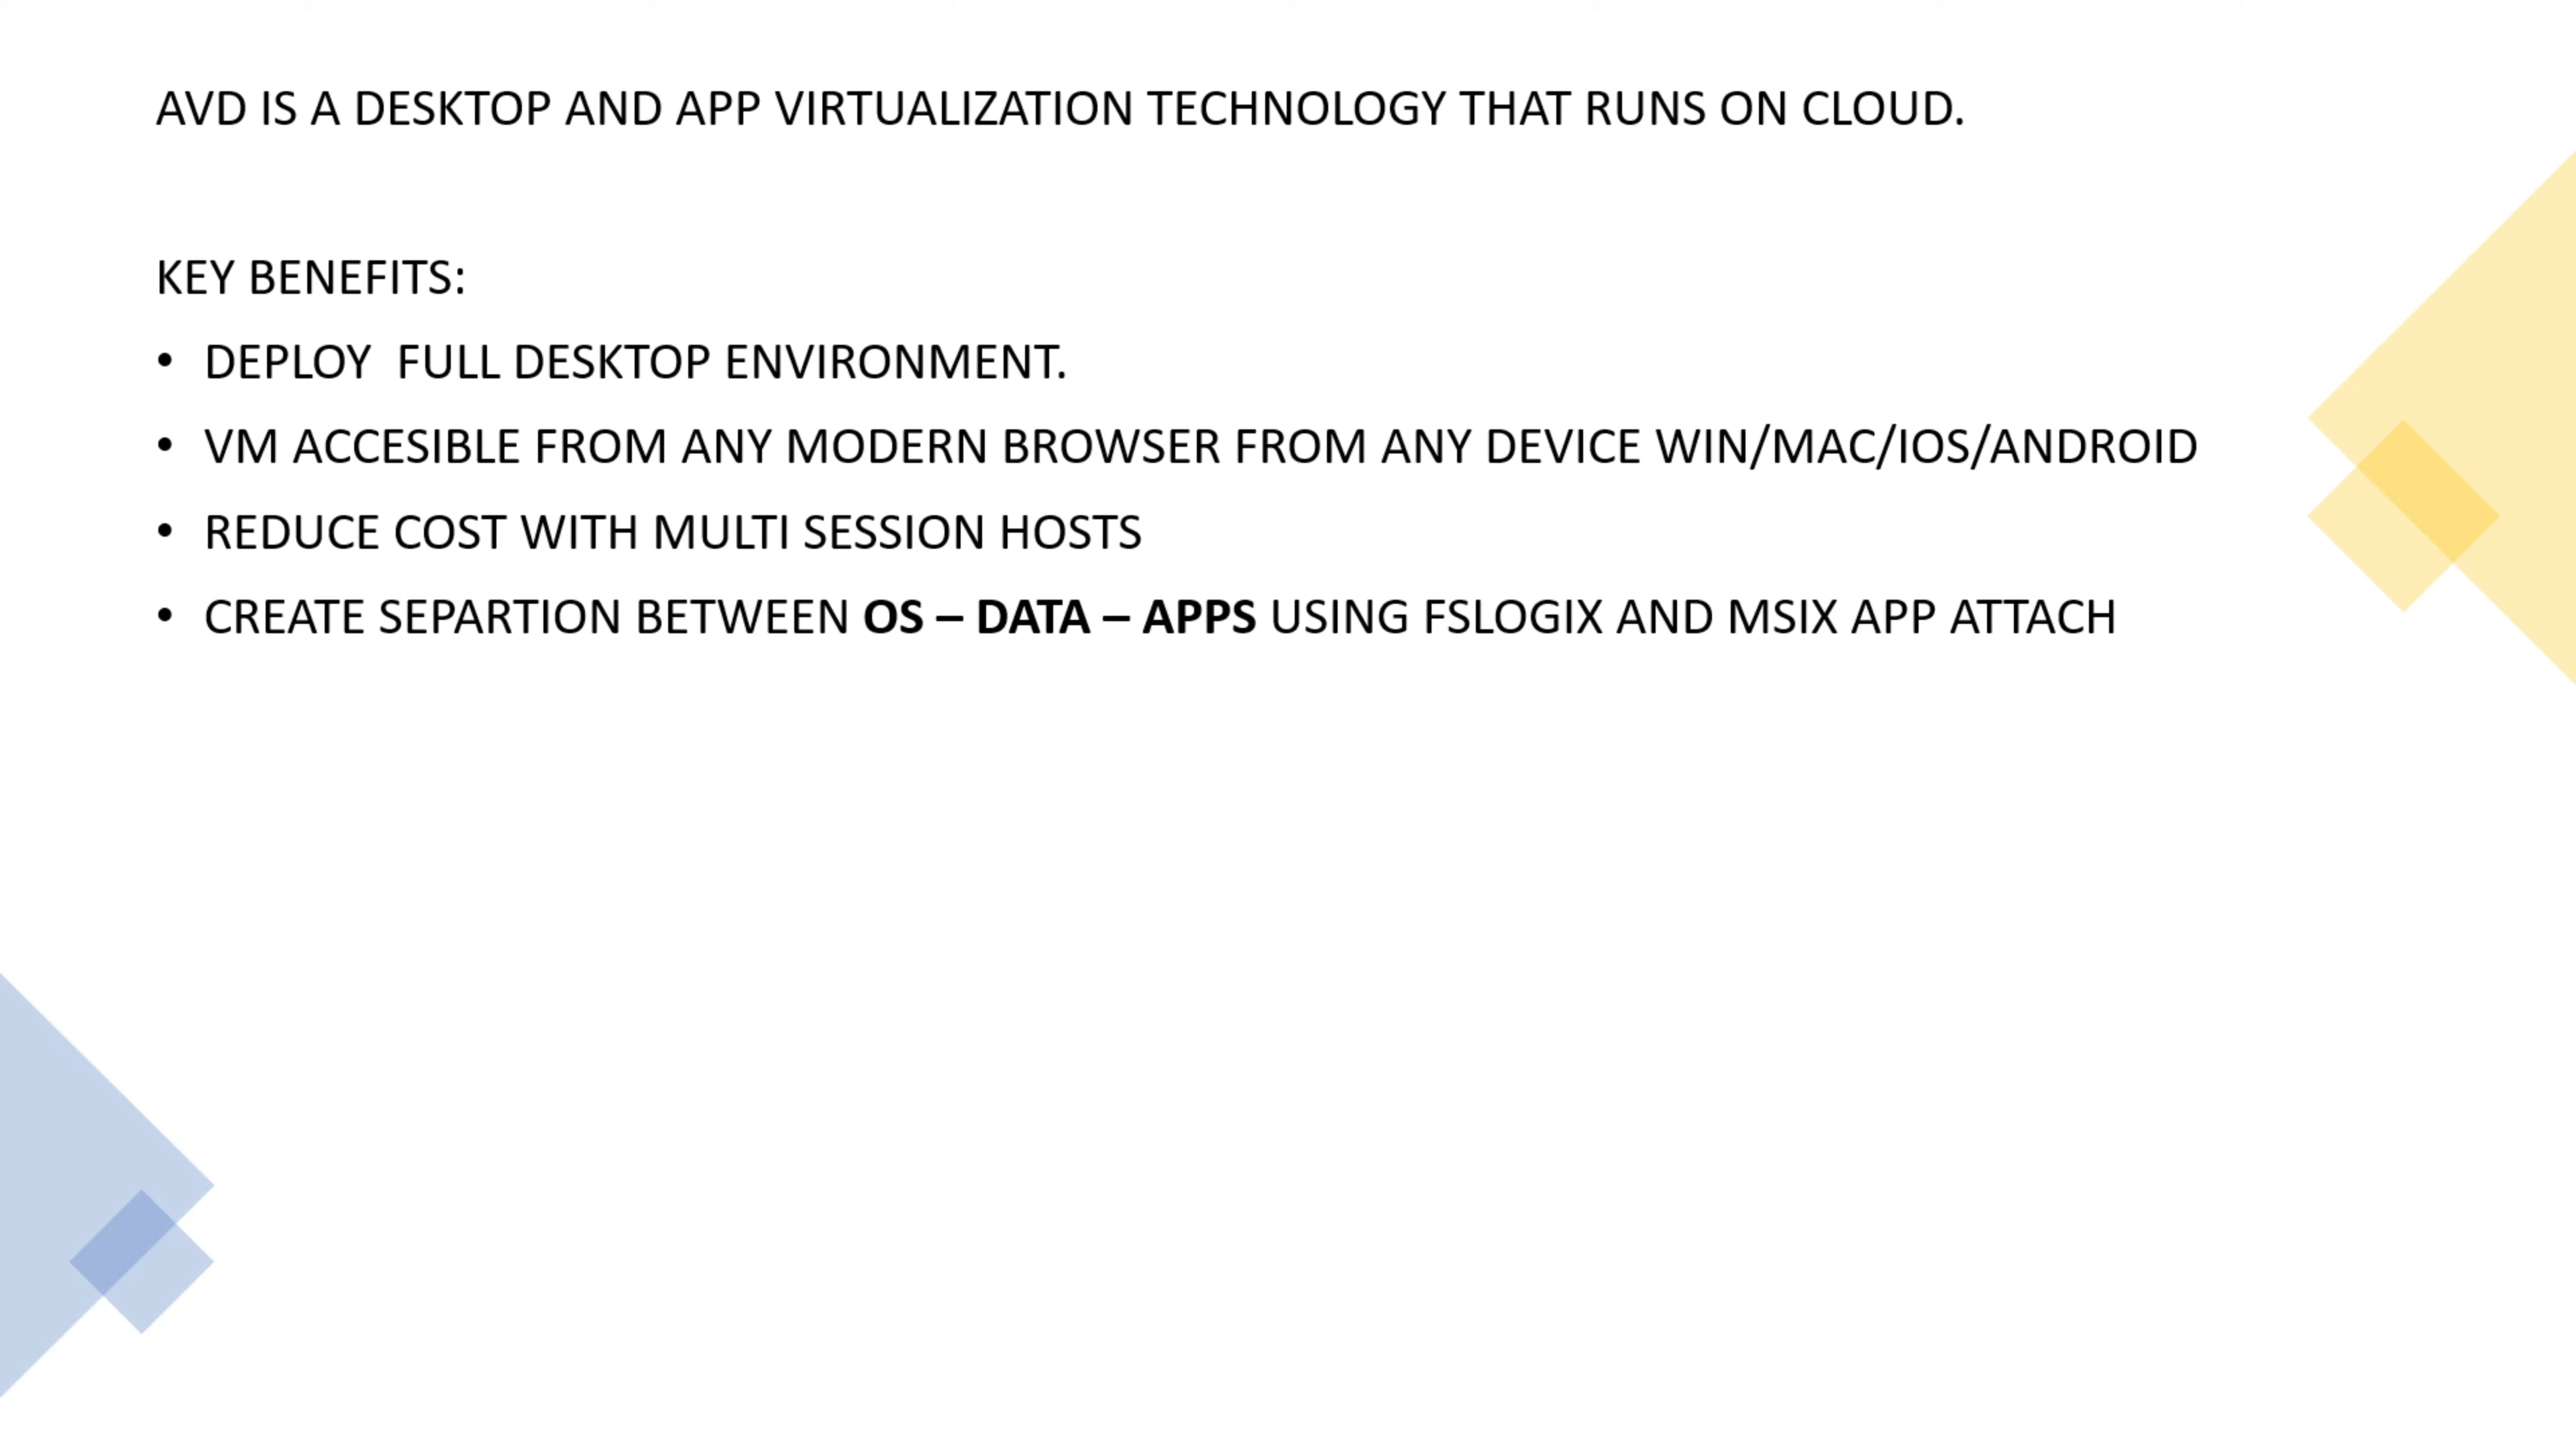 AVD IS A DESKTOP AND APP VIRTUALIZATION TECHNOLOGY THAT RUNS ON CLOUD.
KEY BENEFITS:
• DEPLOY  FULL DESKTOP ENVIRONMENT.
• VM ACCESIBLE FROM ANY MODERN BROWSER FROM ANY DEVICE WIN/MAC/IOS/ANDROID
• REDUCE COST WITH MULTI SESSION HOSTS
• CREATE SEPARTION BETWEEN OS – DATA – APPS USING FSLOGIX AND MSIX APP ATTACH